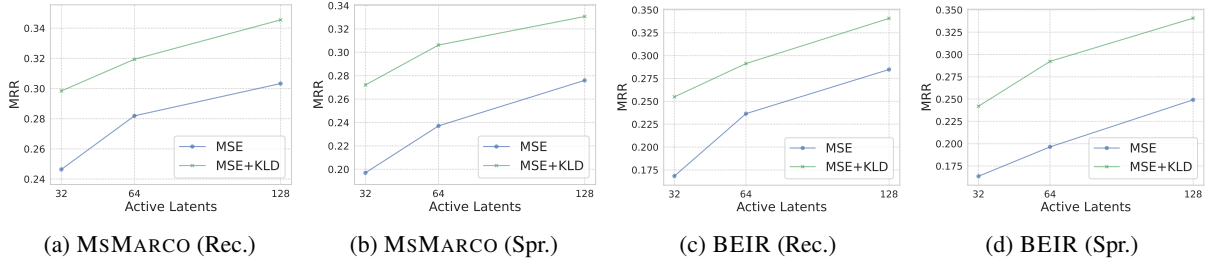 MRR
0.34
0.32
0.30
0.28
0.26
0.24
32
64
128
Active Latents
MSE
MSE+KLD
(a) MSMARCO (Rec.)
MRR
0.34
0.32
0.30
0.28
0.26
0.24
0.22
0.20
32
64
128
Active Latents
MSE
MSE+KLD
(b) MSMARCO (Spr.)
MRR
0.350
0.325
0.300
0.275
0.250
0.225
0.200
0.175
32
64
128
Active Latents
MSE
MSE+KLD
(c) BEIR (Rec.)
MRR
0.350
0.325
0.300
0.275
0.250
0.225
0.200
0.175
32
64
128
Active Latents
MSE
MSE+KLD
(d) BEIR (Spr.)